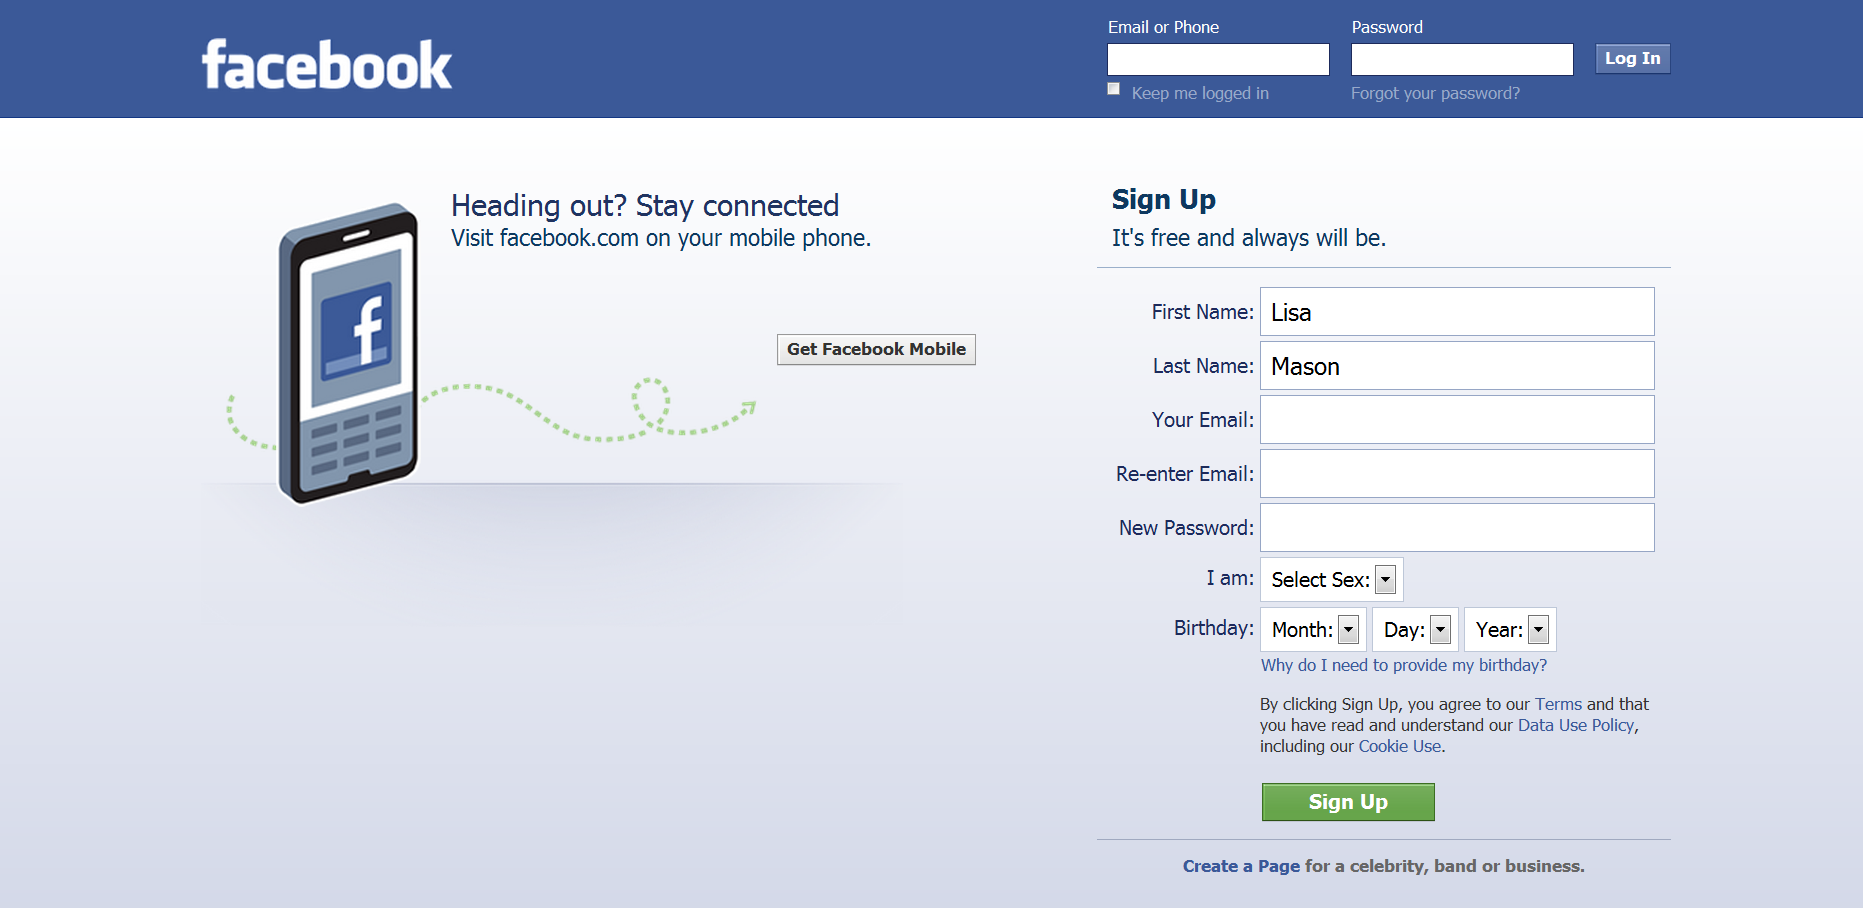 facebook
Email or Phone
Password
Log In
Keep me logged in
Forgot your password?
Heading out? Stay connected
Visit facebook.com on your mobile phone.
f
Get Facebook Mobile
Sign Up
It's free and always will be.
First Name: Lisa
Last Name: Mason
Your Email:
Re-enter Email:
New Password:
I am: Select Sex:
Birthday: Month: Day: Year:
Why do I need to provide my birthday?
By clicking Sign Up, you agree to our Terms and that
you have read and understand our Data Use Policy,
including our Cookie Use.
Sign Up
Create a Page for a celebrity, band or business.